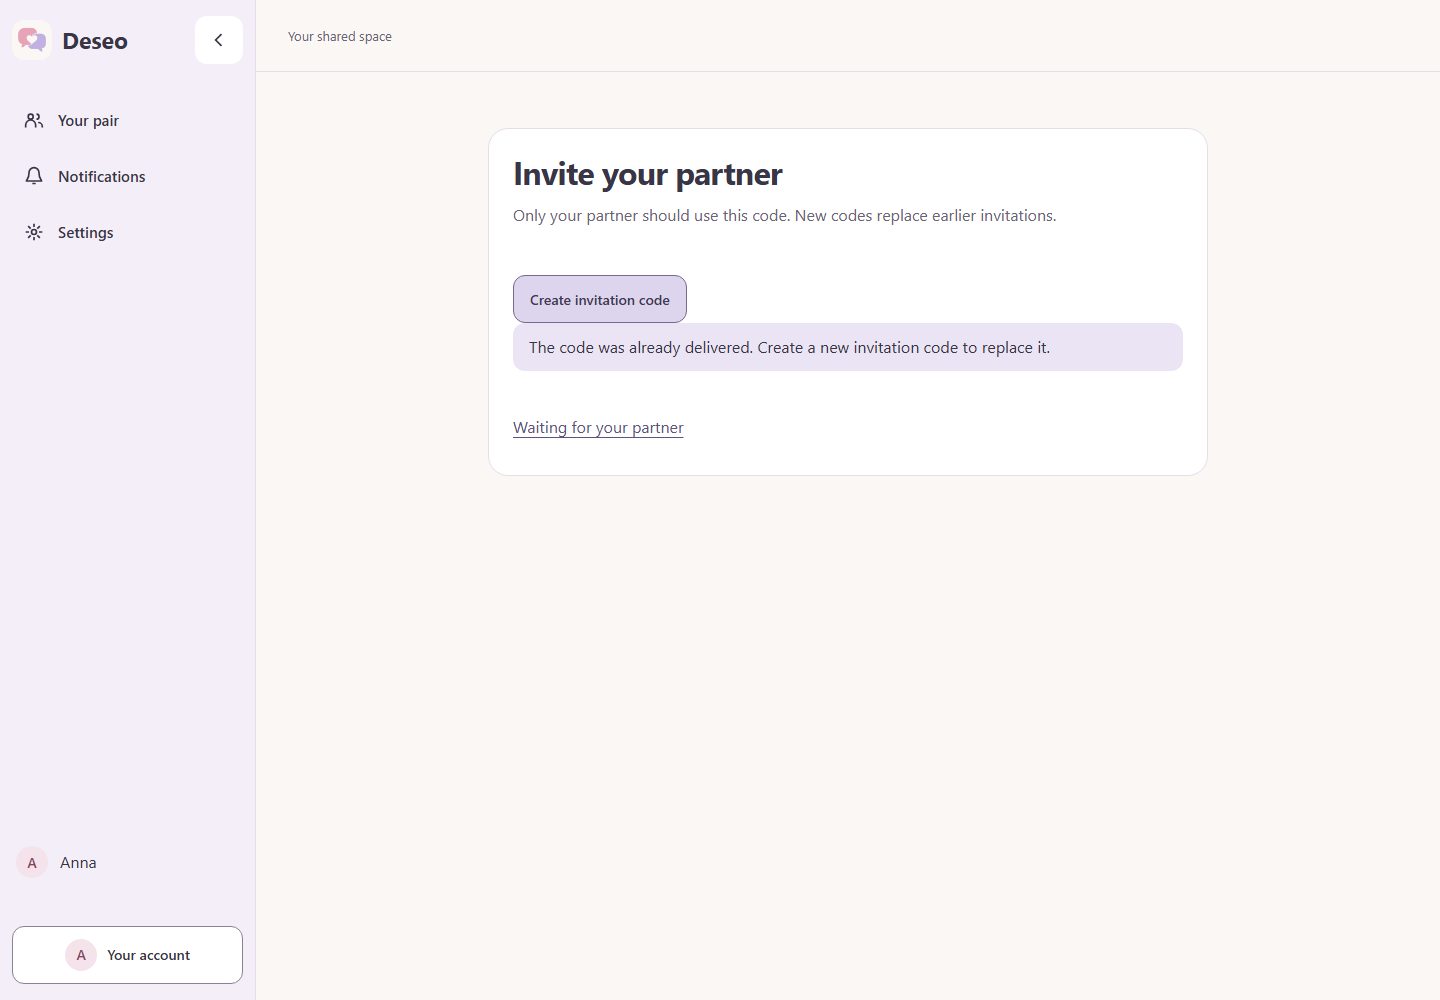 Deseo
Your pair
Notifications
Settings
A Anna
A Your account
Your shared space
Invite your partner
Only your partner should use this code. New codes replace earlier invitations.
Create invitation code
The code was already delivered. Create a new invitation code to replace it.
Waiting for your partner